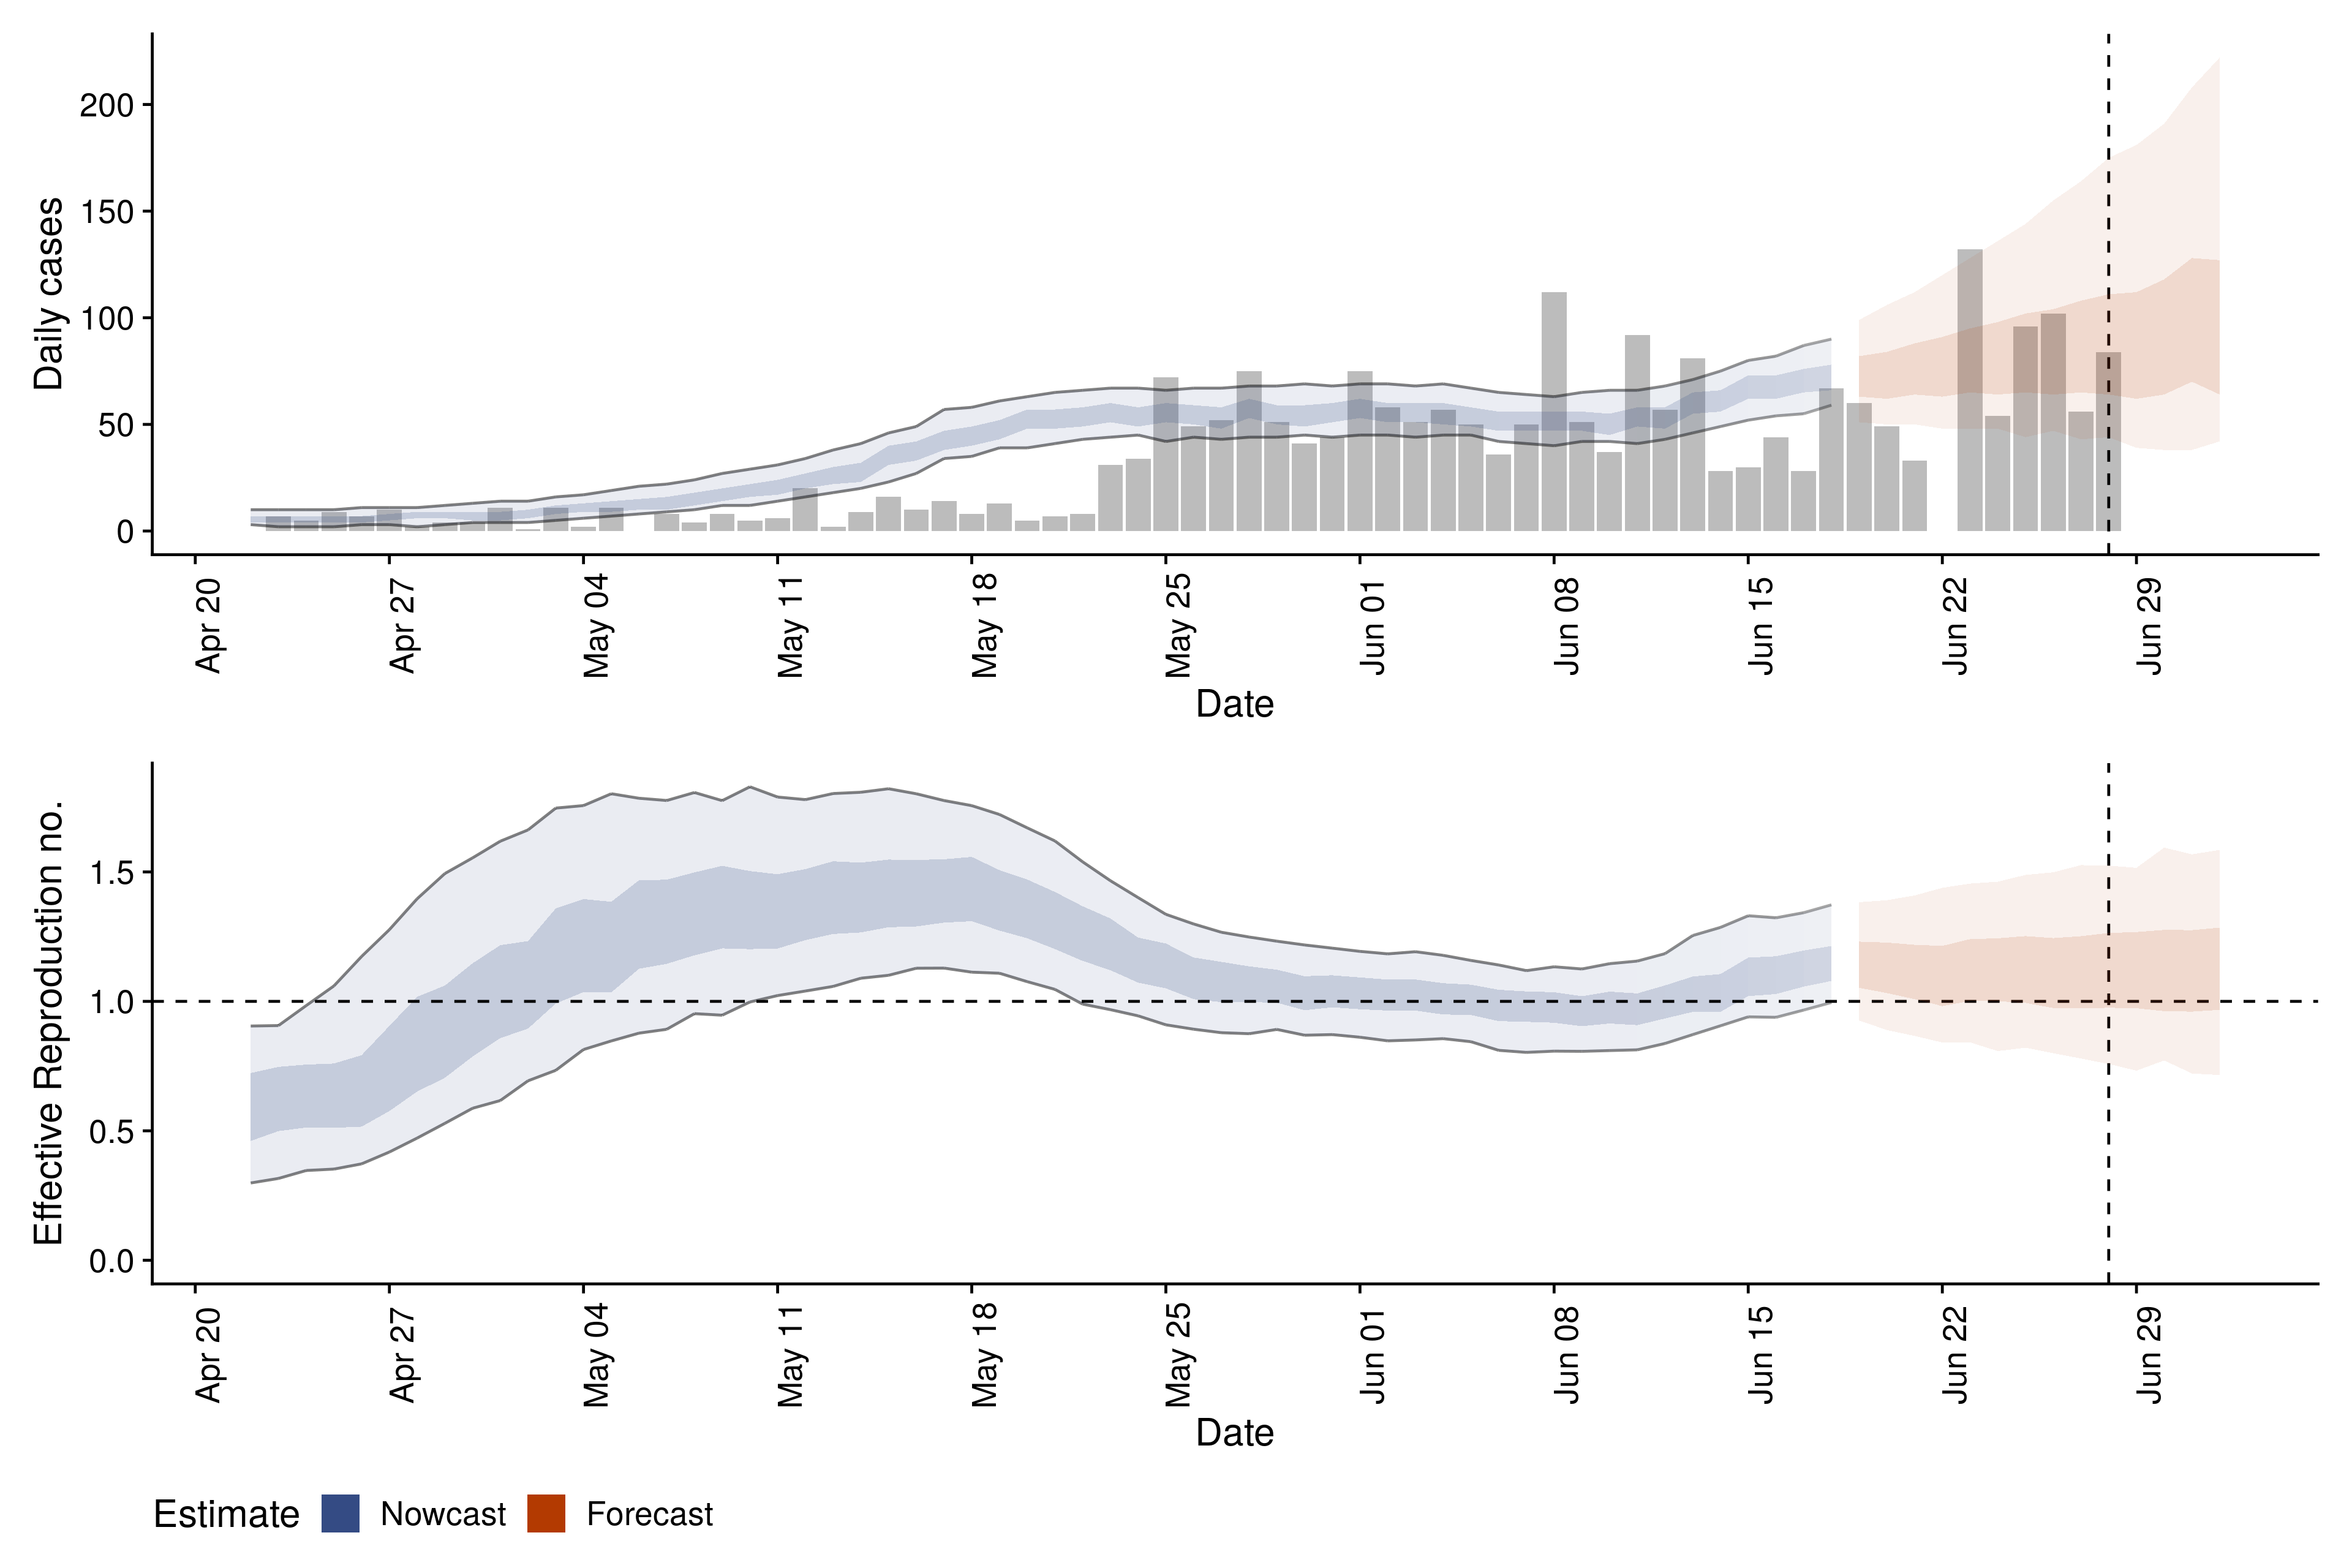 Daily cases
200
150
100
50
0
Apr 20
Apr 27
May 04
May 11
May 18
May 25
Jun 01
Jun 08
Jun 15
Jun 22
Jun 29
Date
Effective Reproduction no.
1.5
1.0
0.5
0.0
Apr 20
Apr 27
May 04
May 11
May 18
May 25
Jun 01
Jun 08
Jun 15
Jun 22
Jun 29
Date
Estimate Nowcast Forecast